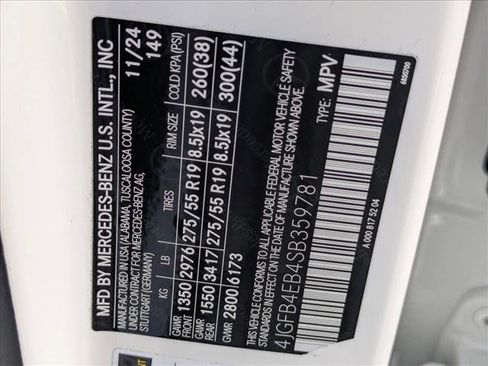 MFD BY MERCEDES-BENZ U.S. INTL., INC
MANUFACTURED IN USA (ALABAMA, TUSCALOOSA COUNTY)
UNDER CONTRACT FOR MERCEDES-BENZ AG,
STUTTGART (GERMANY)
11/24
149
KG LB TIRES RIM SIZE COLD KPA (PSI)
GAWR FRONT 1350 2976 275/55 R19 8.5Jx19 260(38)
GAWR REAR 1550 3417 275/55 R19 8.5Jx19 300(44)
GVWR 2800 6173
THIS VEHICLE CONFORMS TO ALL APPLICABLE FEDERAL MOTOR VEHICLE SAFETY
STANDARDS IN EFFECT ON THE DATE OF MANUFACTURE SHOWN ABOVE.
4JGFB4EB4SB359781 TYPE: MPV
A 000 817 52 04